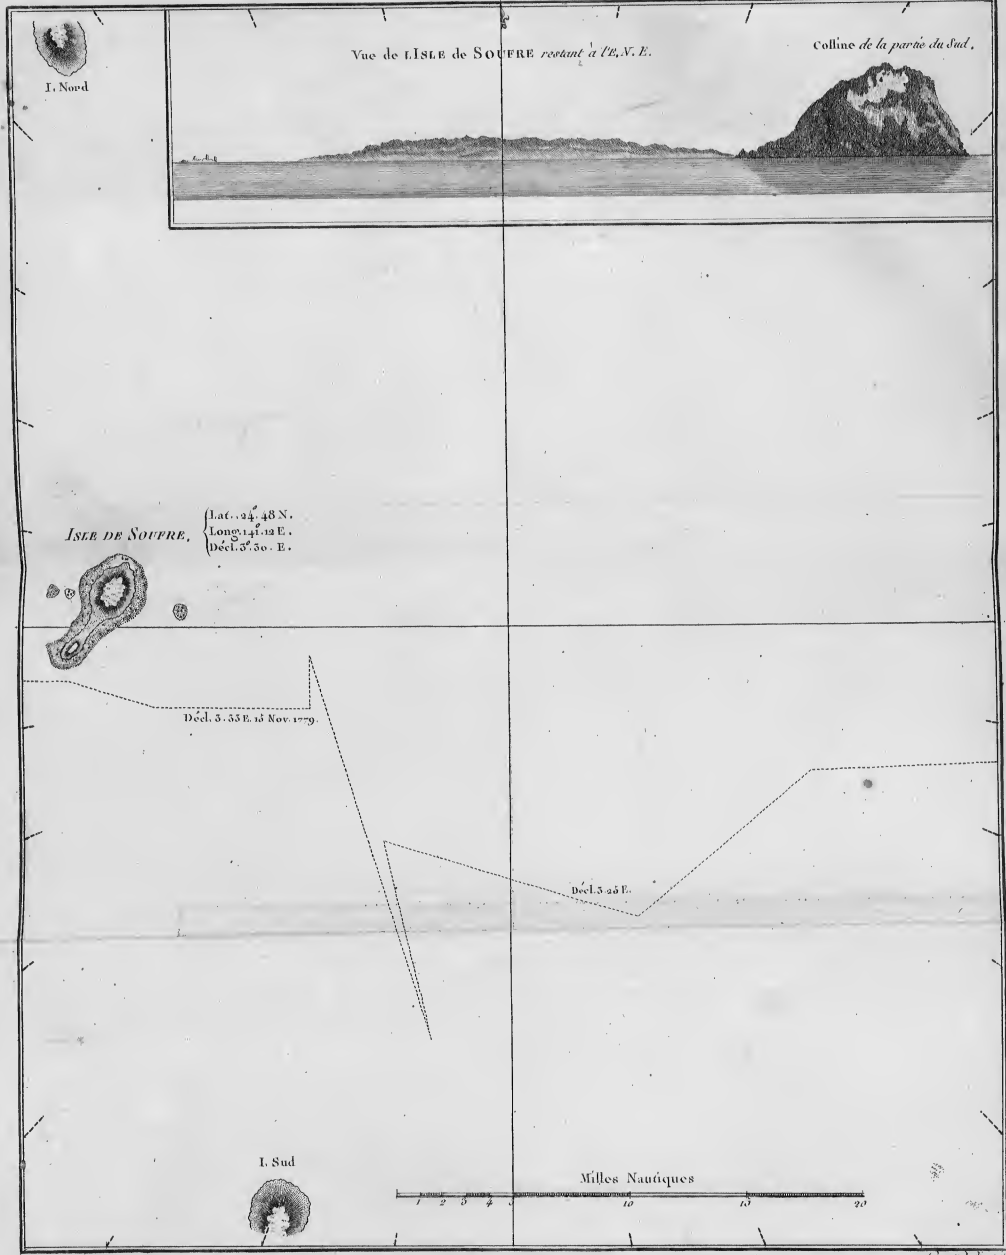 I. Nord
Vue de L'ISLE de SOUFRE restant à l'E. N. E.
Colline de la partie du Sud.
ISLE DE SOUFRE.
Lat. 24°. 48 N.
Long. 141°. 12 E.
Décl. 3°. 30. E.
Décl. 3. 35 E. 15 Nov. 1779.
Décl. 3. 25 E.
I. Sud
Milles Nautiques
1 2 3 4 5 10 15 20